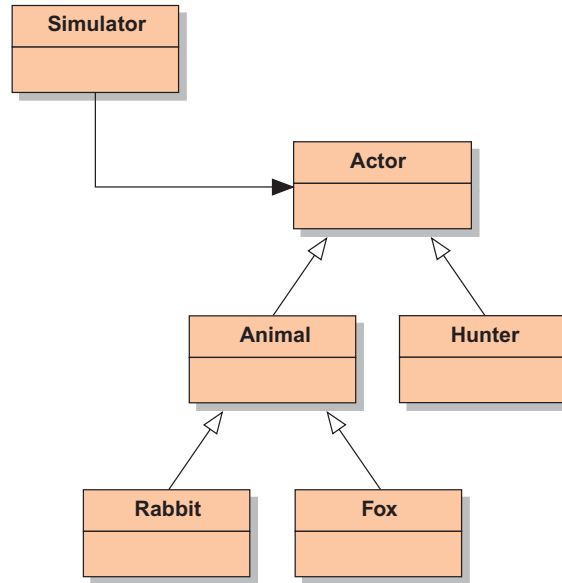 Simulator
Actor
Animal
Hunter
Rabbit
Fox